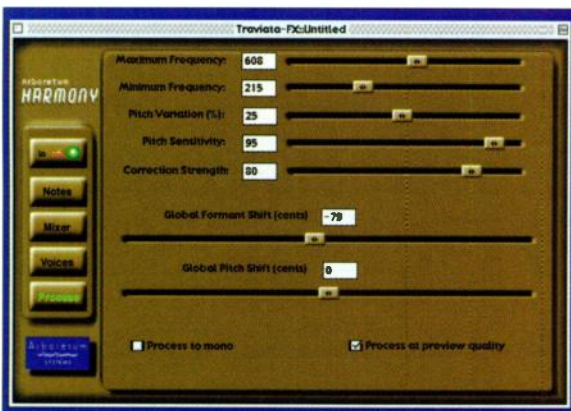 Traviata-FX::Untitled
Arboretum
HARMONY
In
Notes
Mixer
Voices
Process
Arboretum
SYSTEMS
Maximum Frequency: 608
Minimum Frequency: 215
Pitch Variation (%): 25
Pitch Sensitivity: 95
Correction Strength: 80
Global Formant Shift (cents) -79
Global Pitch Shift (cents) 0
Process to mono
Process at preview quality